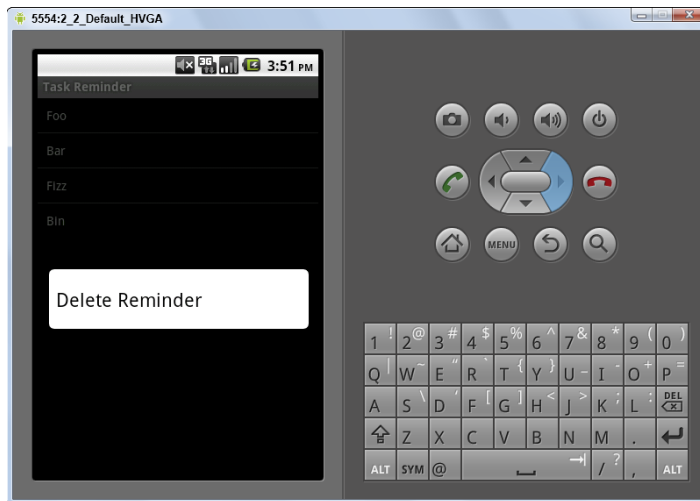 5554:2_2_Default_HVGA
3G 3:51 PM
Task Reminder
Foo
Bar
Fizz
Bin
Delete Reminder
MENU
1 ! 2 @ 3 # 4 $ 5 % 6 ^ 7 & 8 * 9 ( 0 )
Q | W ~ E “ R ` T { Y } U _ I - O + P =
A S \ D ' F [ G ] H < J > K ; L : DEL
Z X C V B N M .
ALT SYM @ / ? , ALT